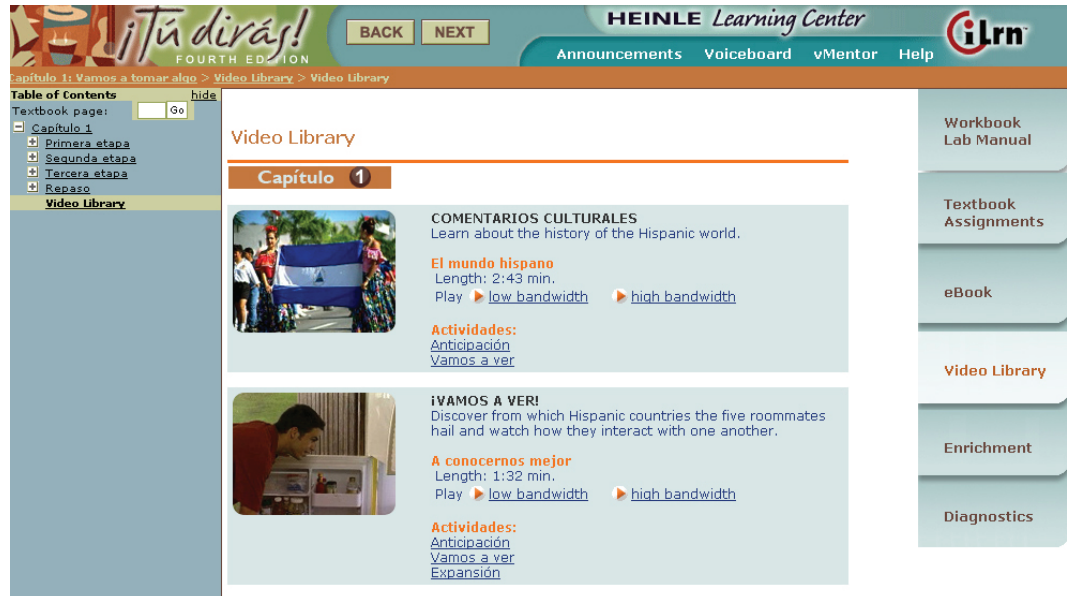 ¡Tú dirás!
FOURTH EDITION
BACK NEXT
HEINLE Learning Center
Announcements Voiceboard vMentor Help
iLrn™
Capítulo 1: Vamos a tomar algo > Video Library > Video Library
Table of Contents hide
Textbook page: Go
Capítulo 1
Primera etapa
Segunda etapa
Tercera etapa
Repaso
Video Library
Video Library
Capítulo 1
COMENTARIOS CULTURALES
Learn about the history of the Hispanic world.
El mundo hispano
Length: 2:43 min.
Play low bandwidth high bandwidth
Actividades:
Anticipación
Vamos a ver
¡VAMOS A VER!
Discover from which Hispanic countries the five roommates
hail and watch how they interact with one another.
A conocernos mejor
Length: 1:32 min.
Play low bandwidth high bandwidth
Actividades:
Anticipación
Vamos a ver
Expansión
Workbook
Lab Manual
Textbook
Assignments
eBook
Video Library
Enrichment
Diagnostics